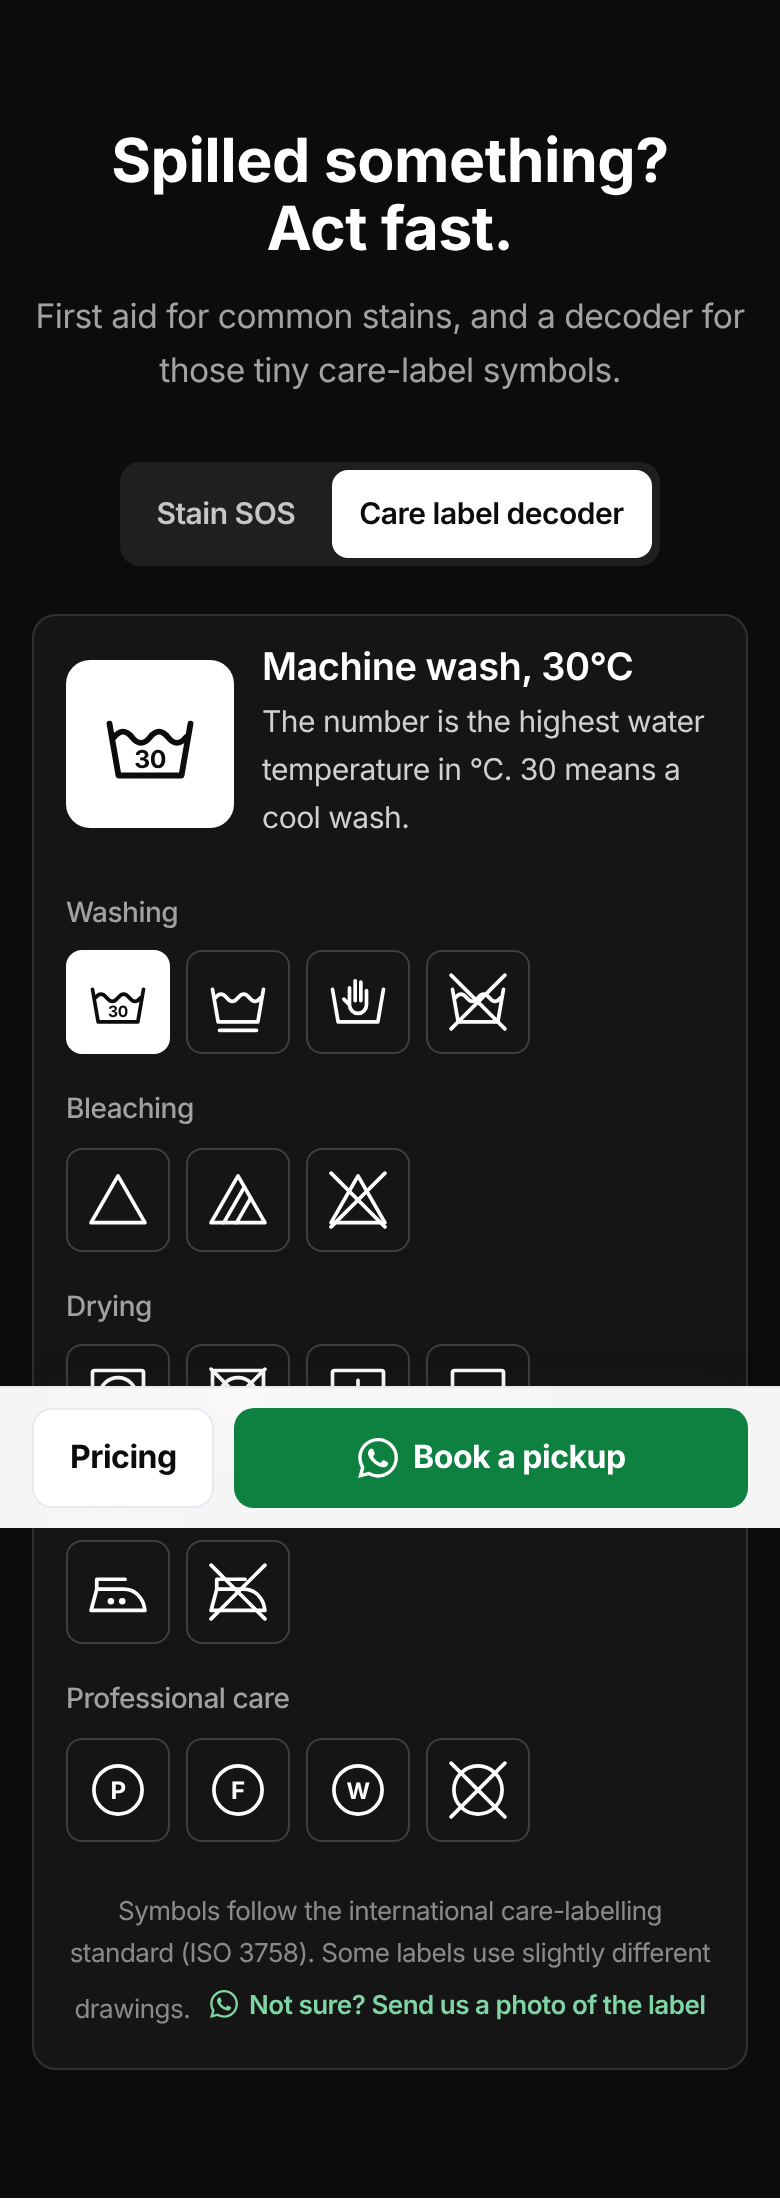 Spilled something?
Act fast.
First aid for common stains, and a decoder for
those tiny care-label symbols.
Stain SOS
Care label decoder
30
Machine wash, 30°C
The number is the highest water
temperature in °C. 30 means a
cool wash.
Washing
30
Bleaching
Drying
Pricing
Book a pickup
Professional care
P
F
W
Symbols follow the international care-labelling
standard (ISO 3758). Some labels use slightly different
drawings. Not sure? Send us a photo of the label